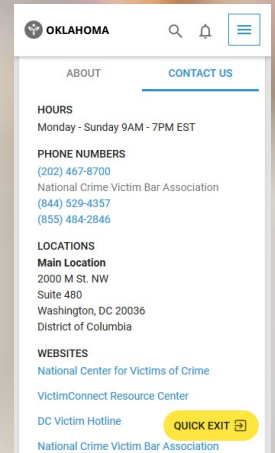 OKLAHOMA
ABOUT
CONTACT US
HOURS
Monday - Sunday 9AM - 7PM EST
PHONE NUMBERS
(202) 467-8700
National Crime Victim Bar Association
(844) 529-4357
(855) 484-2846
LOCATIONS
Main Location
2000 M St. NW
Suite 480
Washington, DC 20036
District of Columbia
WEBSITES
National Center for Victims of Crime
VictimConnect Resource Center
DC Victim Hotline
QUICK EXIT
National Crime Victim Bar Association